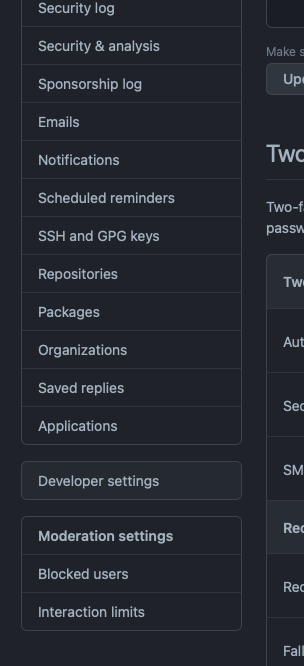 Security log
Security & analysis
Sponsorship log
Emails
Notifications
Scheduled reminders
SSH and GPG keys
Repositories
Packages
Organizations
Saved replies
Applications
Developer settings
Moderation settings
Blocked users
Interaction limits
Make
Two
Two-f
passw
Two
Aut
Sec
SM
Rec
Rec
Fall